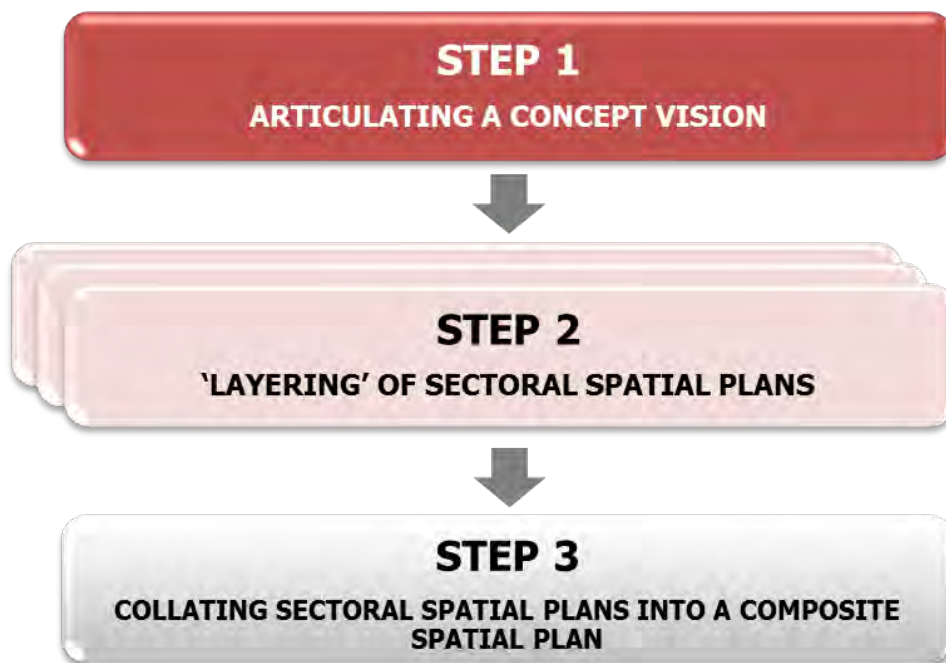 STEP 1
ARTICULATING A CONCEPT VISION
STEP 2
‘LAYERING’ OF SECTORAL SPATIAL PLANS
STEP 3
COLLATING SECTORAL SPATIAL PLANS INTO A COMPOSITE
SPATIAL PLAN